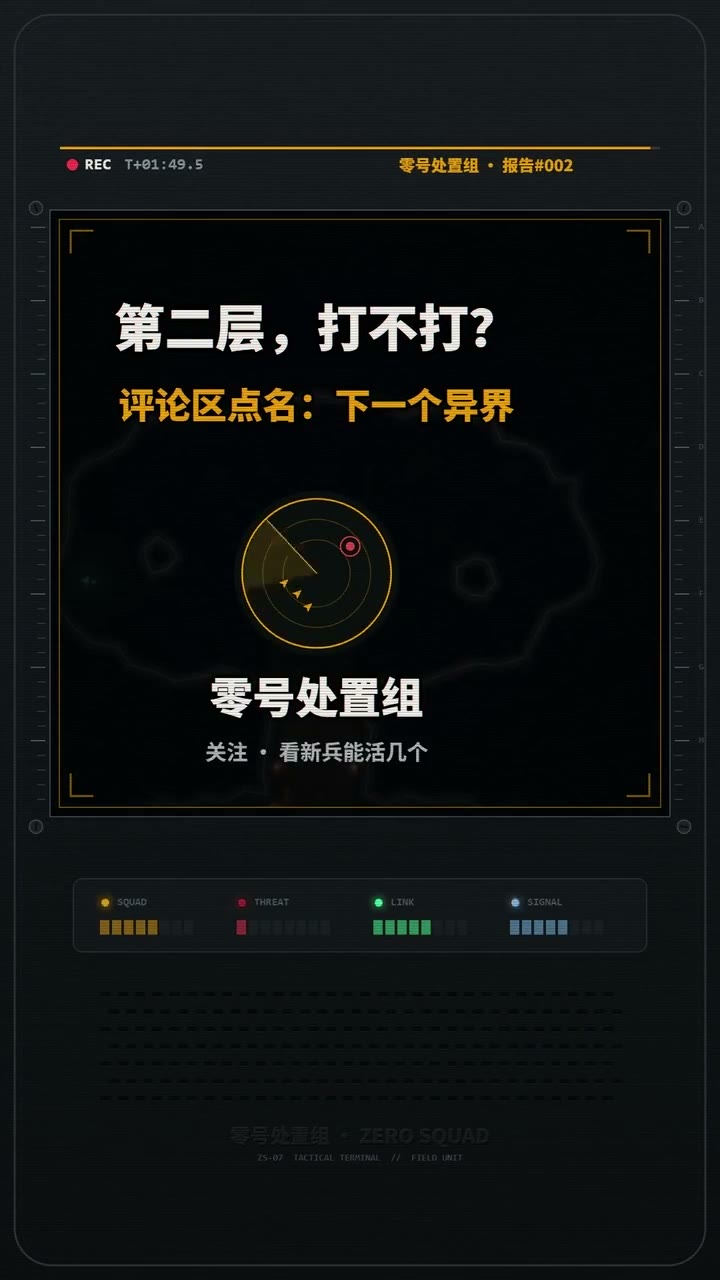 REC T+01:49.5
零号处置组 • 报告#002
第二层，打不打？
评论区点名：下一个异界
零号处置组
关注 • 看新兵能活几个
SQUAD
THREAT
LINK
SIGNAL
零号处置组 • ZERO SQUAD
ZS-07 TACTICAL TERMINAL // FIELD UNIT